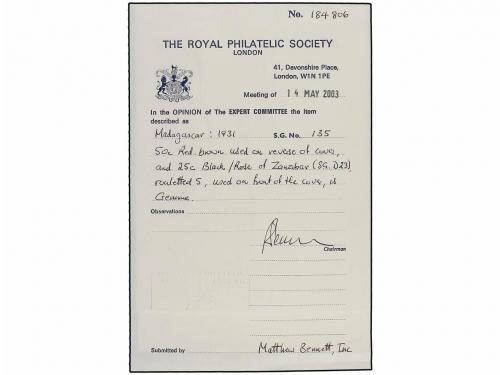 No. 184806
THE ROYAL PHILATELIC SOCIETY
LONDON
41, Devonshire Place,
London, W1N 1PE
Meeting of 14 MAY 2003
In the OPINION of The EXPERT COMMITTEE the item
described as
Madagascar: 1931 S.G. No. 135
50c Red-brown used on reverse of cover,
and 25c Black/Rose of Zanzibar (SG. D23),
rouletted 5, used on front of the cover, is
Genuine.
Observations
Chairman
Submitted by Matthew Bennett, Inc